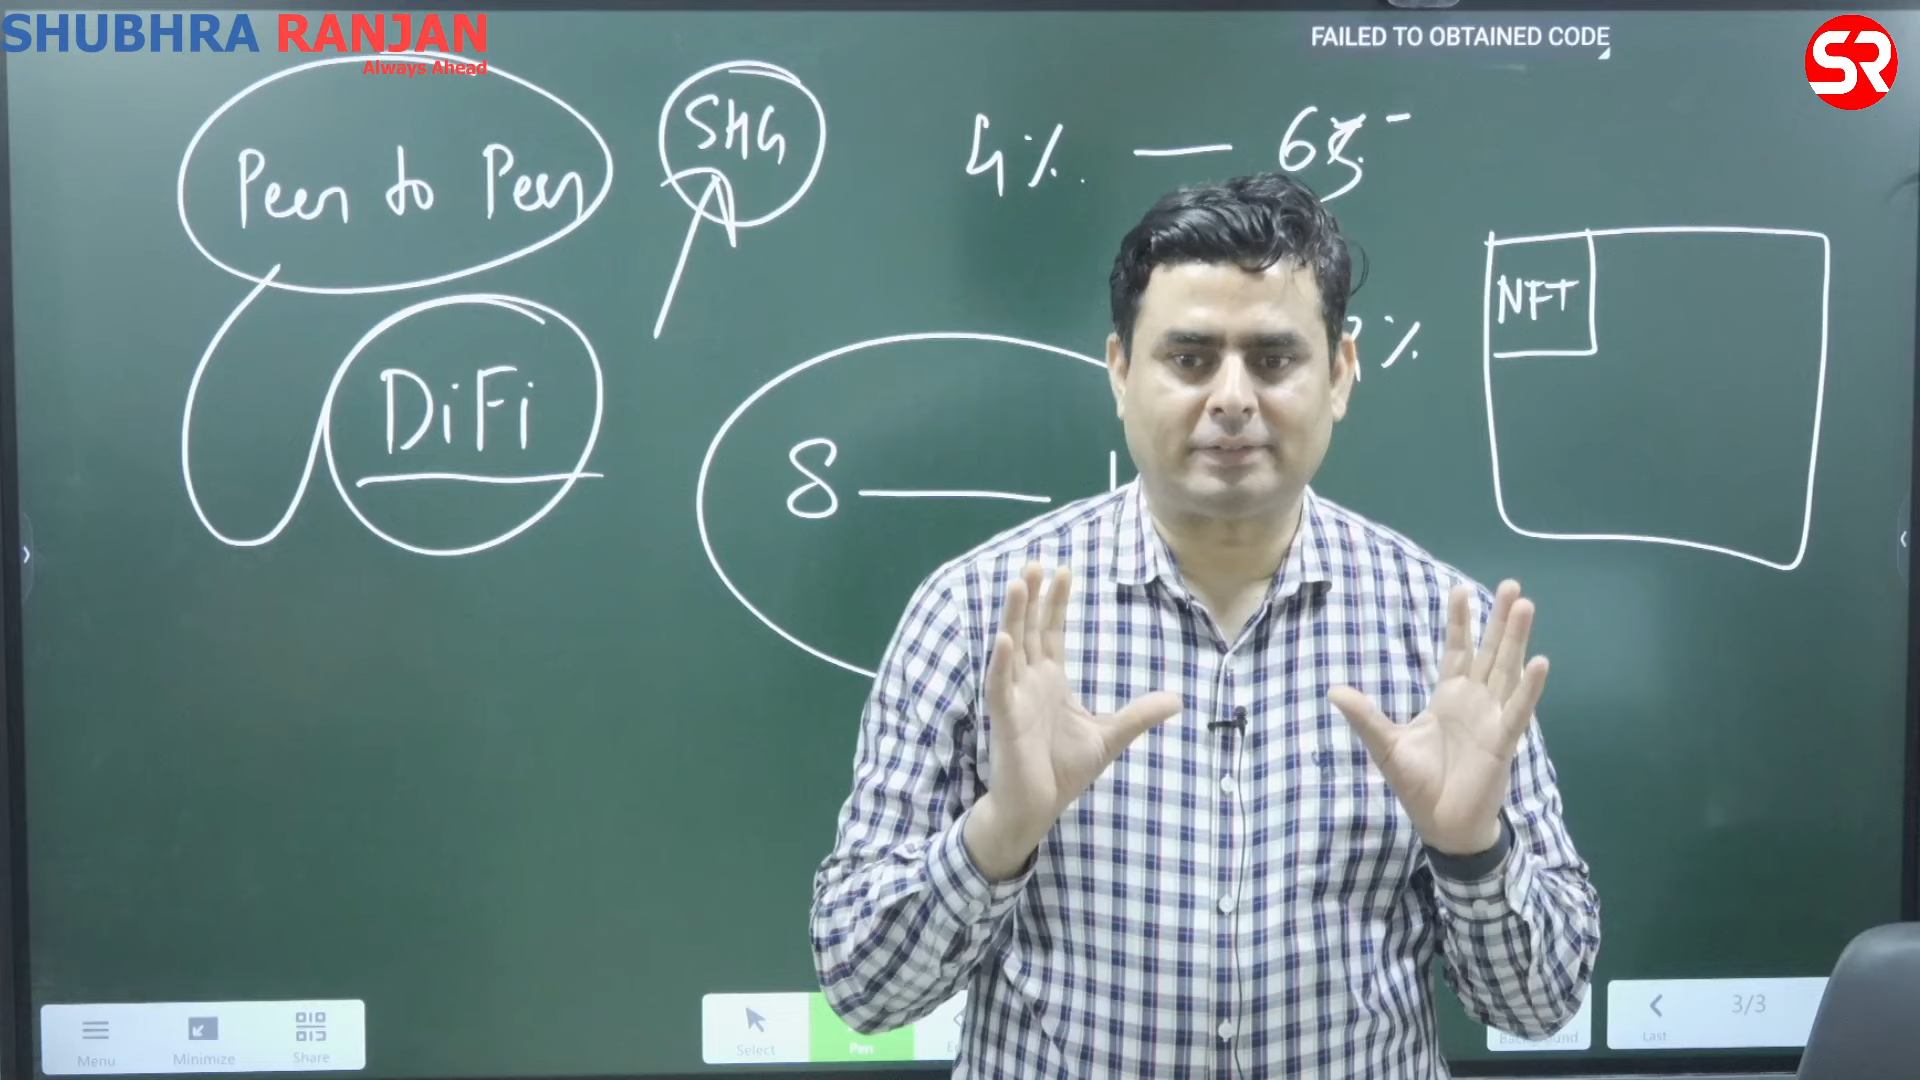 SHUBHRA RANJAN
Always Ahead
FAILED TO OBTAINED CODE
SR
Peer to Peer
SHG
4%
DiFi
NFT
%
8
Menu
Minimize
Share
Select
Pen
Last
3/3